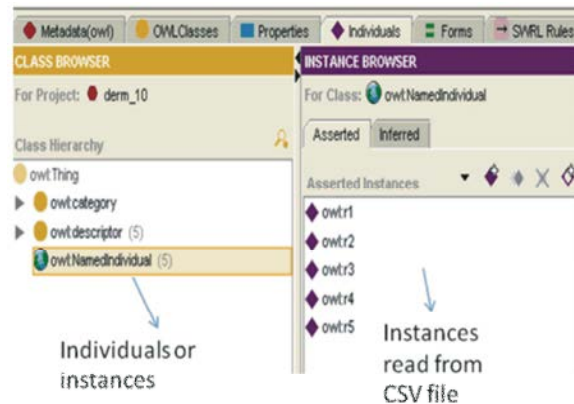 Metadata(owl) OWLClasses Properties Individuals Forms SWRL Rules
CLASS BROWSER
For Project: derm_10
Class Hierarchy
owl:Thing
owl:category
owl:descriptor (5)
owl:NamedIndividual (5)
Individuals or
instances
INSTANCE BROWSER
For Class: owl:NamedIndividual
Asserted Inferred
Asserted Instances
owl:r1
owl:r2
owl:r3
owl:r4
owl:r5
Instances
read from
CSV file